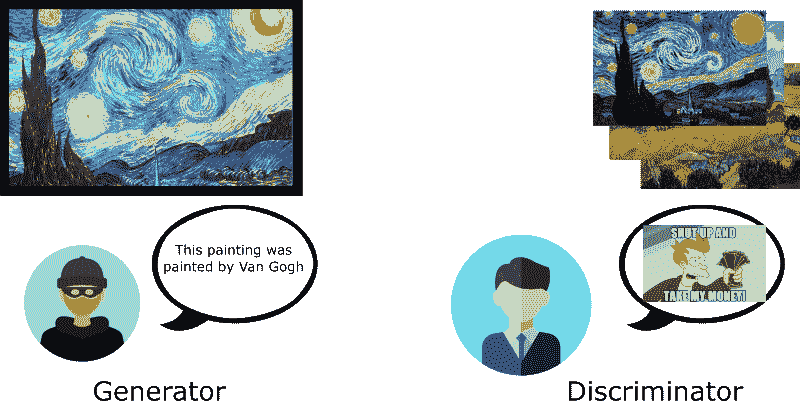 This painting was
painted by Van Gogh
SHUT UP AND
TAKE MY MONEY!
Generator
Discriminator